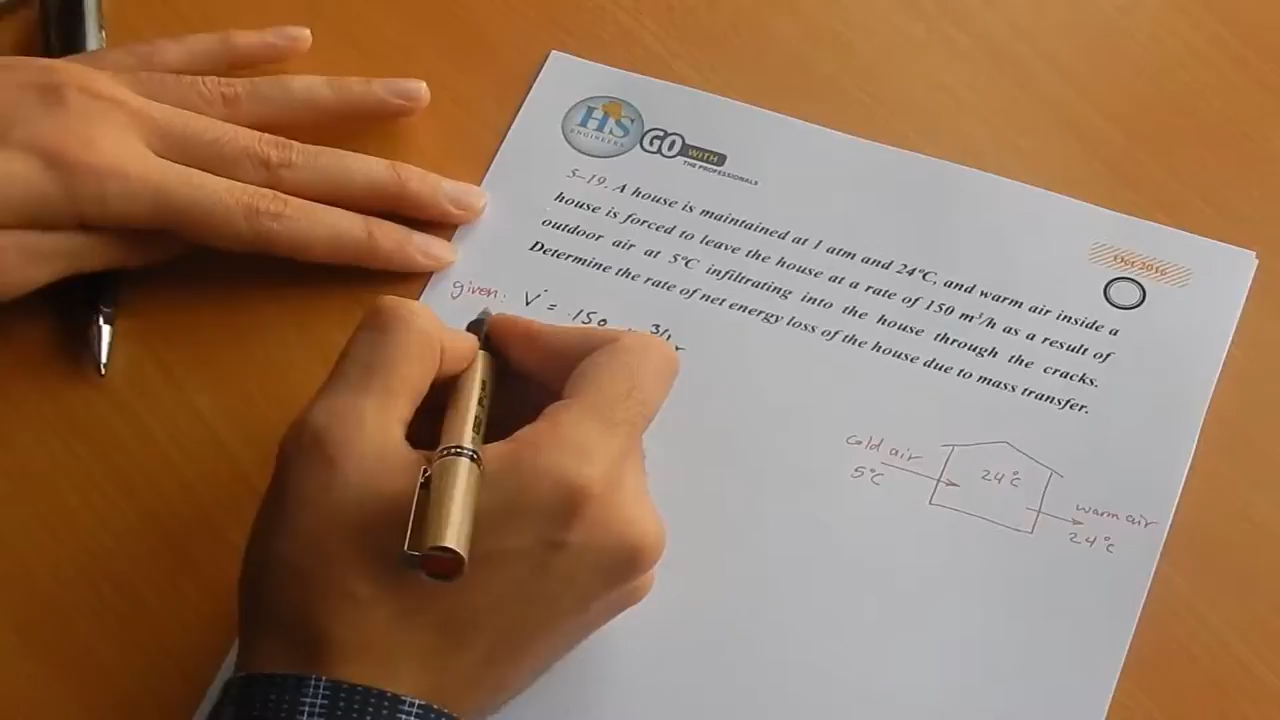 HS
ENGINEERS
GO WITH
THE PROFESSIONALS
5-19. A house is maintained at 1 atm and 24°C, and warm air inside a
house is forced to leave the house at a rate of 150 m³/h as a result of
outdoor air at 5°C infiltrating into the house through the cracks.
Determine the rate of net energy loss of the house due to mass transfer.
Oct 2016
given: V̇ = 150
cold air
5°C
24°C
warm air
24°C